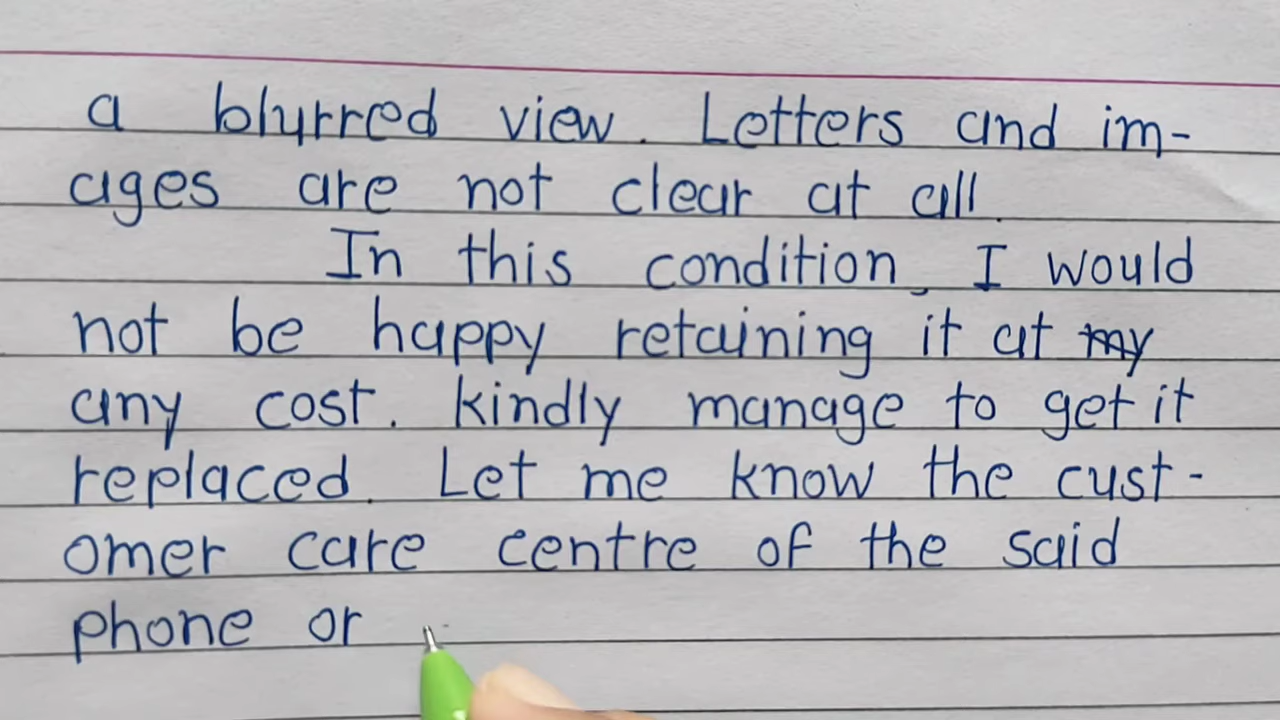 a blurred view. Letters and im-
ages are not clear at all.
In this condition, I would
not be happy retaining it at my
any cost. kindly manage to get it
replaced. Let me know the cust-
omer care centre of the said
phone or